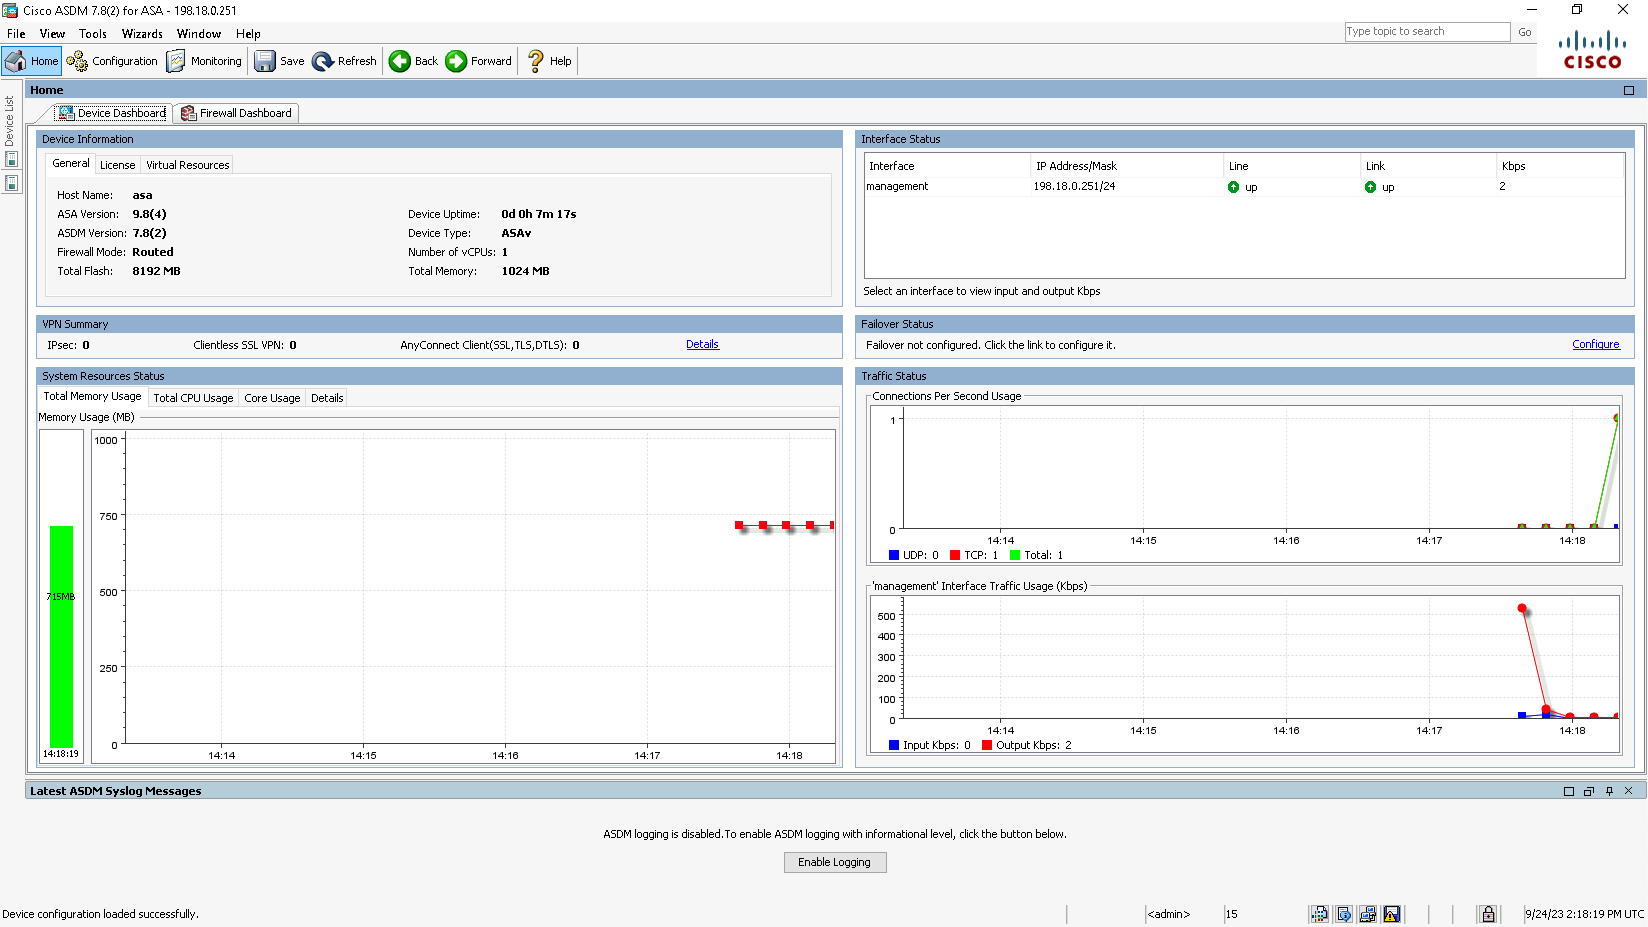 Cisco ASDM 7.8(2) for ASA - 198.18.0.251
File View Tools Wizards Window Help
Type topic to search Go
CISCO
Home Configuration Monitoring Save Refresh Back Forward Help
Device List
Home
Device Dashboard Firewall Dashboard
Device Information
General License Virtual Resources
Host Name: asa
ASA Version: 9.8(4) Device Uptime: 0d 0h 7m 17s
ASDM Version: 7.8(2) Device Type: ASAv
Firewall Mode: Routed Number of vCPUs: 1
Total Flash: 8192 MB Total Memory: 1024 MB
Interface Status
Interface IP Address/Mask Line Link Kbps
management 198.18.0.251/24 up up 2
Select an interface to view input and output Kbps
VPN Summary
IPsec: 0 Clientless SSL VPN: 0 AnyConnect Client(SSL,TLS,DTLS): 0 Details
Failover Status
Failover not configured. Click the link to configure it. Configure
System Resources Status
Total Memory Usage Total CPU Usage Core Usage Details
Memory Usage (MB)
715MB
14:18:19
1000
750
500
250
0
14:14 14:15 14:16 14:17 14:18
Traffic Status
Connections Per Second Usage
1
0
14:14 14:15 14:16 14:17 14:18
UDP: 0 TCP: 1 Total: 1
'management' Interface Traffic Usage (Kbps)
500
400
300
200
100
0
14:14 14:15 14:16 14:17 14:18
Input Kbps: 0 Output Kbps: 2
Latest ASDM Syslog Messages
ASDM logging is disabled.To enable ASDM logging with informational level, click the button below.
Enable Logging
Device configuration loaded successfully. <admin> 15 9/24/23 2:18:19 PM UTC